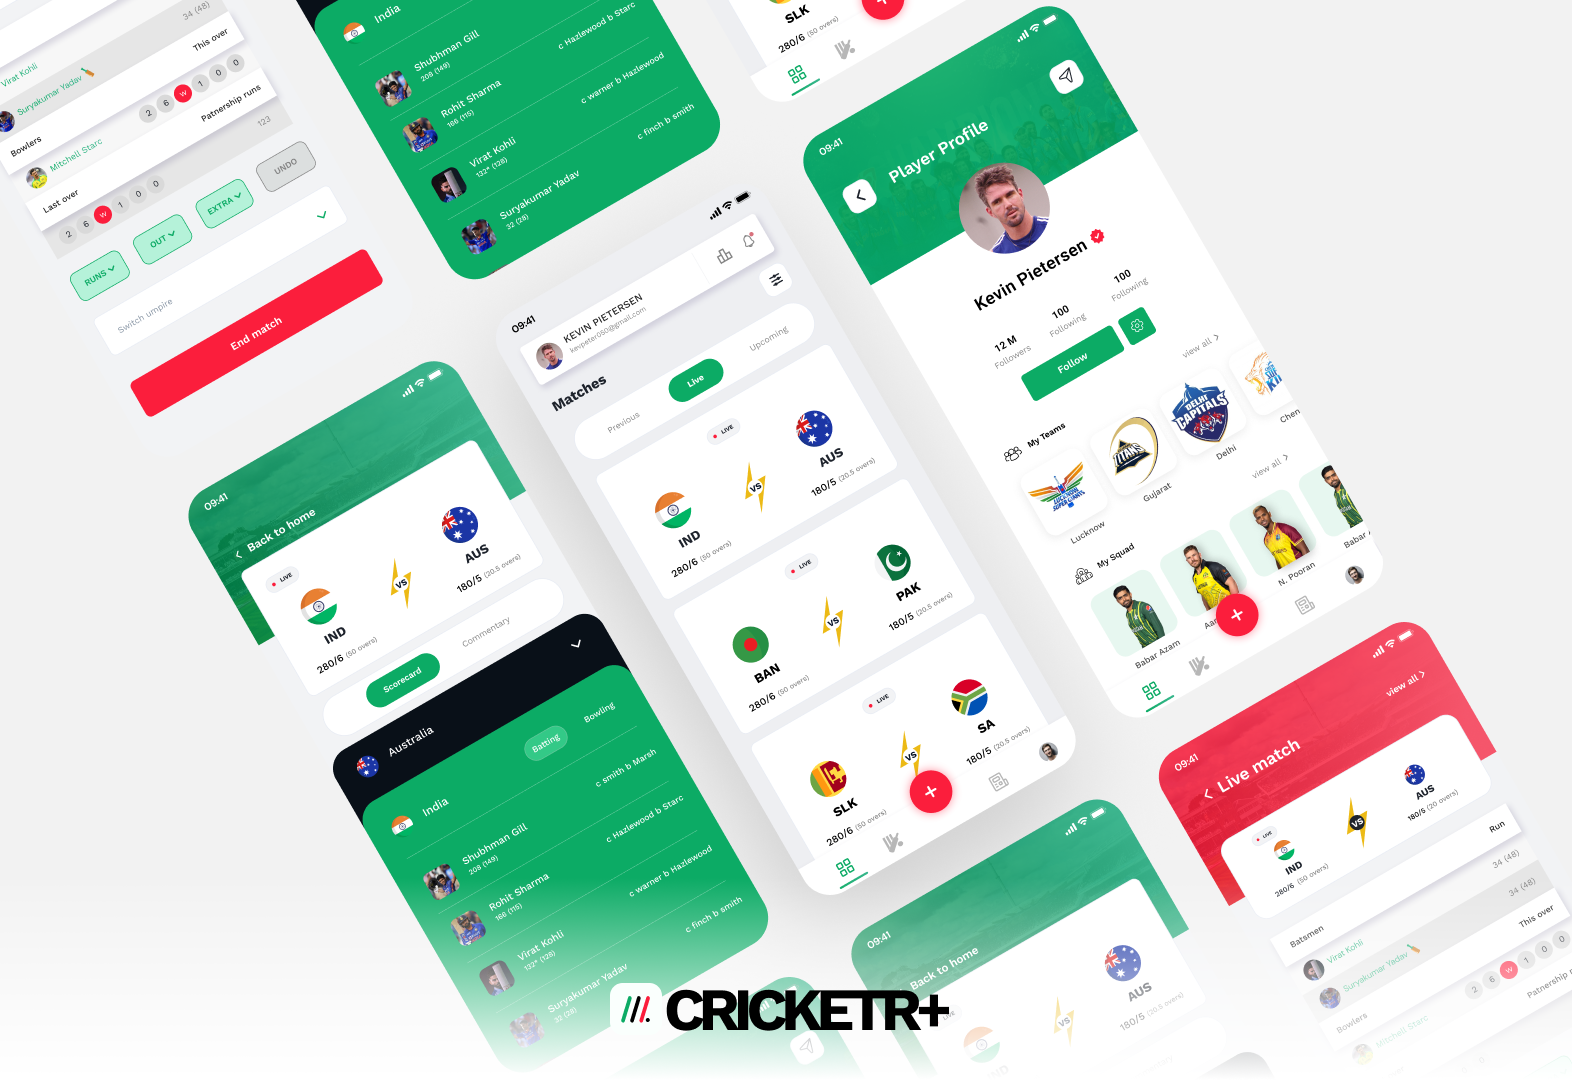 34 (48)
Virat Kohli
Suryakumar Yadav
This over
Bowlers
2 6 W 1 0 0
Mitchell Starc
Patnership runs
Last over
123
2 6 W 1 0 0
RUNS
OUT
EXTRA
UNDO
Switch umpire
End match
India
Shubhman Gill
208 (149)
c Hazlewood b Starc
Rohit Sharma
166 (115)
c warner b Hazlewood
Virat Kohli
132* (128)
c finch b smith
Suryakumar Yadav
32 (28)
SLK
280/6 (50 overs)
09:41
Player Profile
Kevin Pietersen
12 M
Followers
100
Following
100
Following
Follow
My Teams
view all
Lucknow
Gujarat
DELHI
CAPITALS
Delhi
Chen
TITANS
LUCKNOW
SUPER GIANTS
My Squad
view all
Babar Azam
Aar
N. Pooran
Babar
09:41
KEVIN PIETERSEN
kevpeter050@gmail.com
Matches
Previous
Live
Upcoming
LIVE
IND
280/6 (50 overs)
VS
AUS
180/5 (20.5 overs)
LIVE
BAN
280/6 (50 overs)
VS
PAK
180/5 (20.5 overs)
LIVE
SLK
280/6 (50 overs)
VS
SA
180/5 (20.5 overs)
09:41
Back to home
LIVE
IND
280/6 (50 overs)
VS
AUS
180/5 (20.5 overs)
Scorecard
Commentary
Australia
Batting
Bowling
India
Shubhman Gill
208 (149)
c smith b Marsh
Rohit Sharma
166 (115)
c Hazlewood b Starc
Virat Kohli
132* (128)
c warner b Hazlewood
Suryakumar Yadav
32 (28)
c finch b smith
09:41
Live match
view all
LIVE
IND
280/6 (50 overs)
VS
AUS
180/5 (20 overs)
Batsmen
Run
Virat Kohli
34 (48)
Suryakumar Yadav
34 (48)
Bowlers
This over
Mitchell Starc
2 6 W 1 0 0
Patnership r
09:41
Back to home
LIVE
IND
VS
AUS
180/5 (20.5 overs)
CRICKETR+